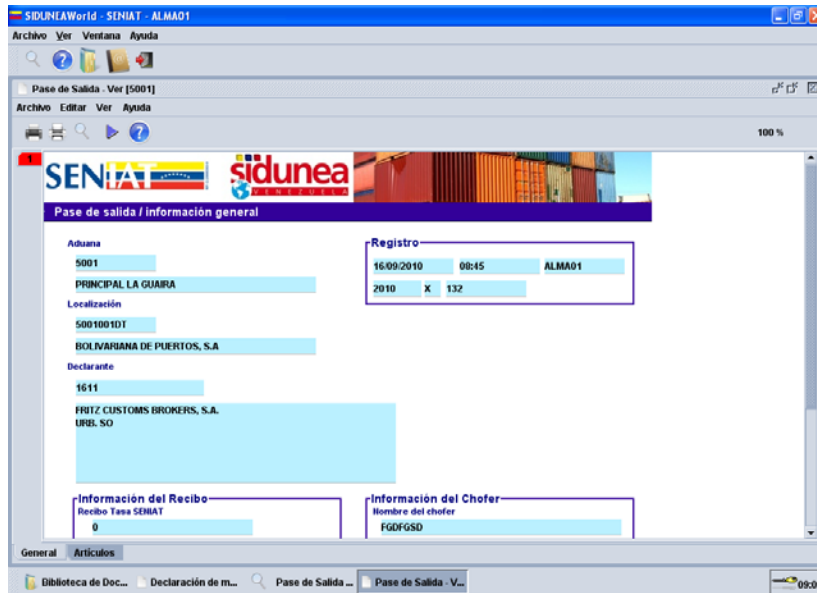 SIDUNEAWorld - SENIAT - ALMA01
Archivo Ver Ventana Ayuda
Pase de Salida - Ver [5001]
Archivo Editar Ver Ayuda
100 %
1
SENIAT
sidunea
VENEZUELA
Pase de salida / información general
Aduana
5001
PRINCIPAL LA GUAIRA
Localización
5001001DT
BOLIVARIANA DE PUERTOS, S.A
Declarante
1611
FRITZ CUSTOMS BROKERS, S.A.
URB. SO
Registro
16/09/2010 08:45 ALMA01
2010 X 132
Información del Recibo
Recibo Tasa SENIAT
0
Información del Chofer
Nombre del chofer
FGDFGSD
General Artículos
Biblioteca de Doc... Declaración de m... Pase de Salida ... Pase de Salida - V...